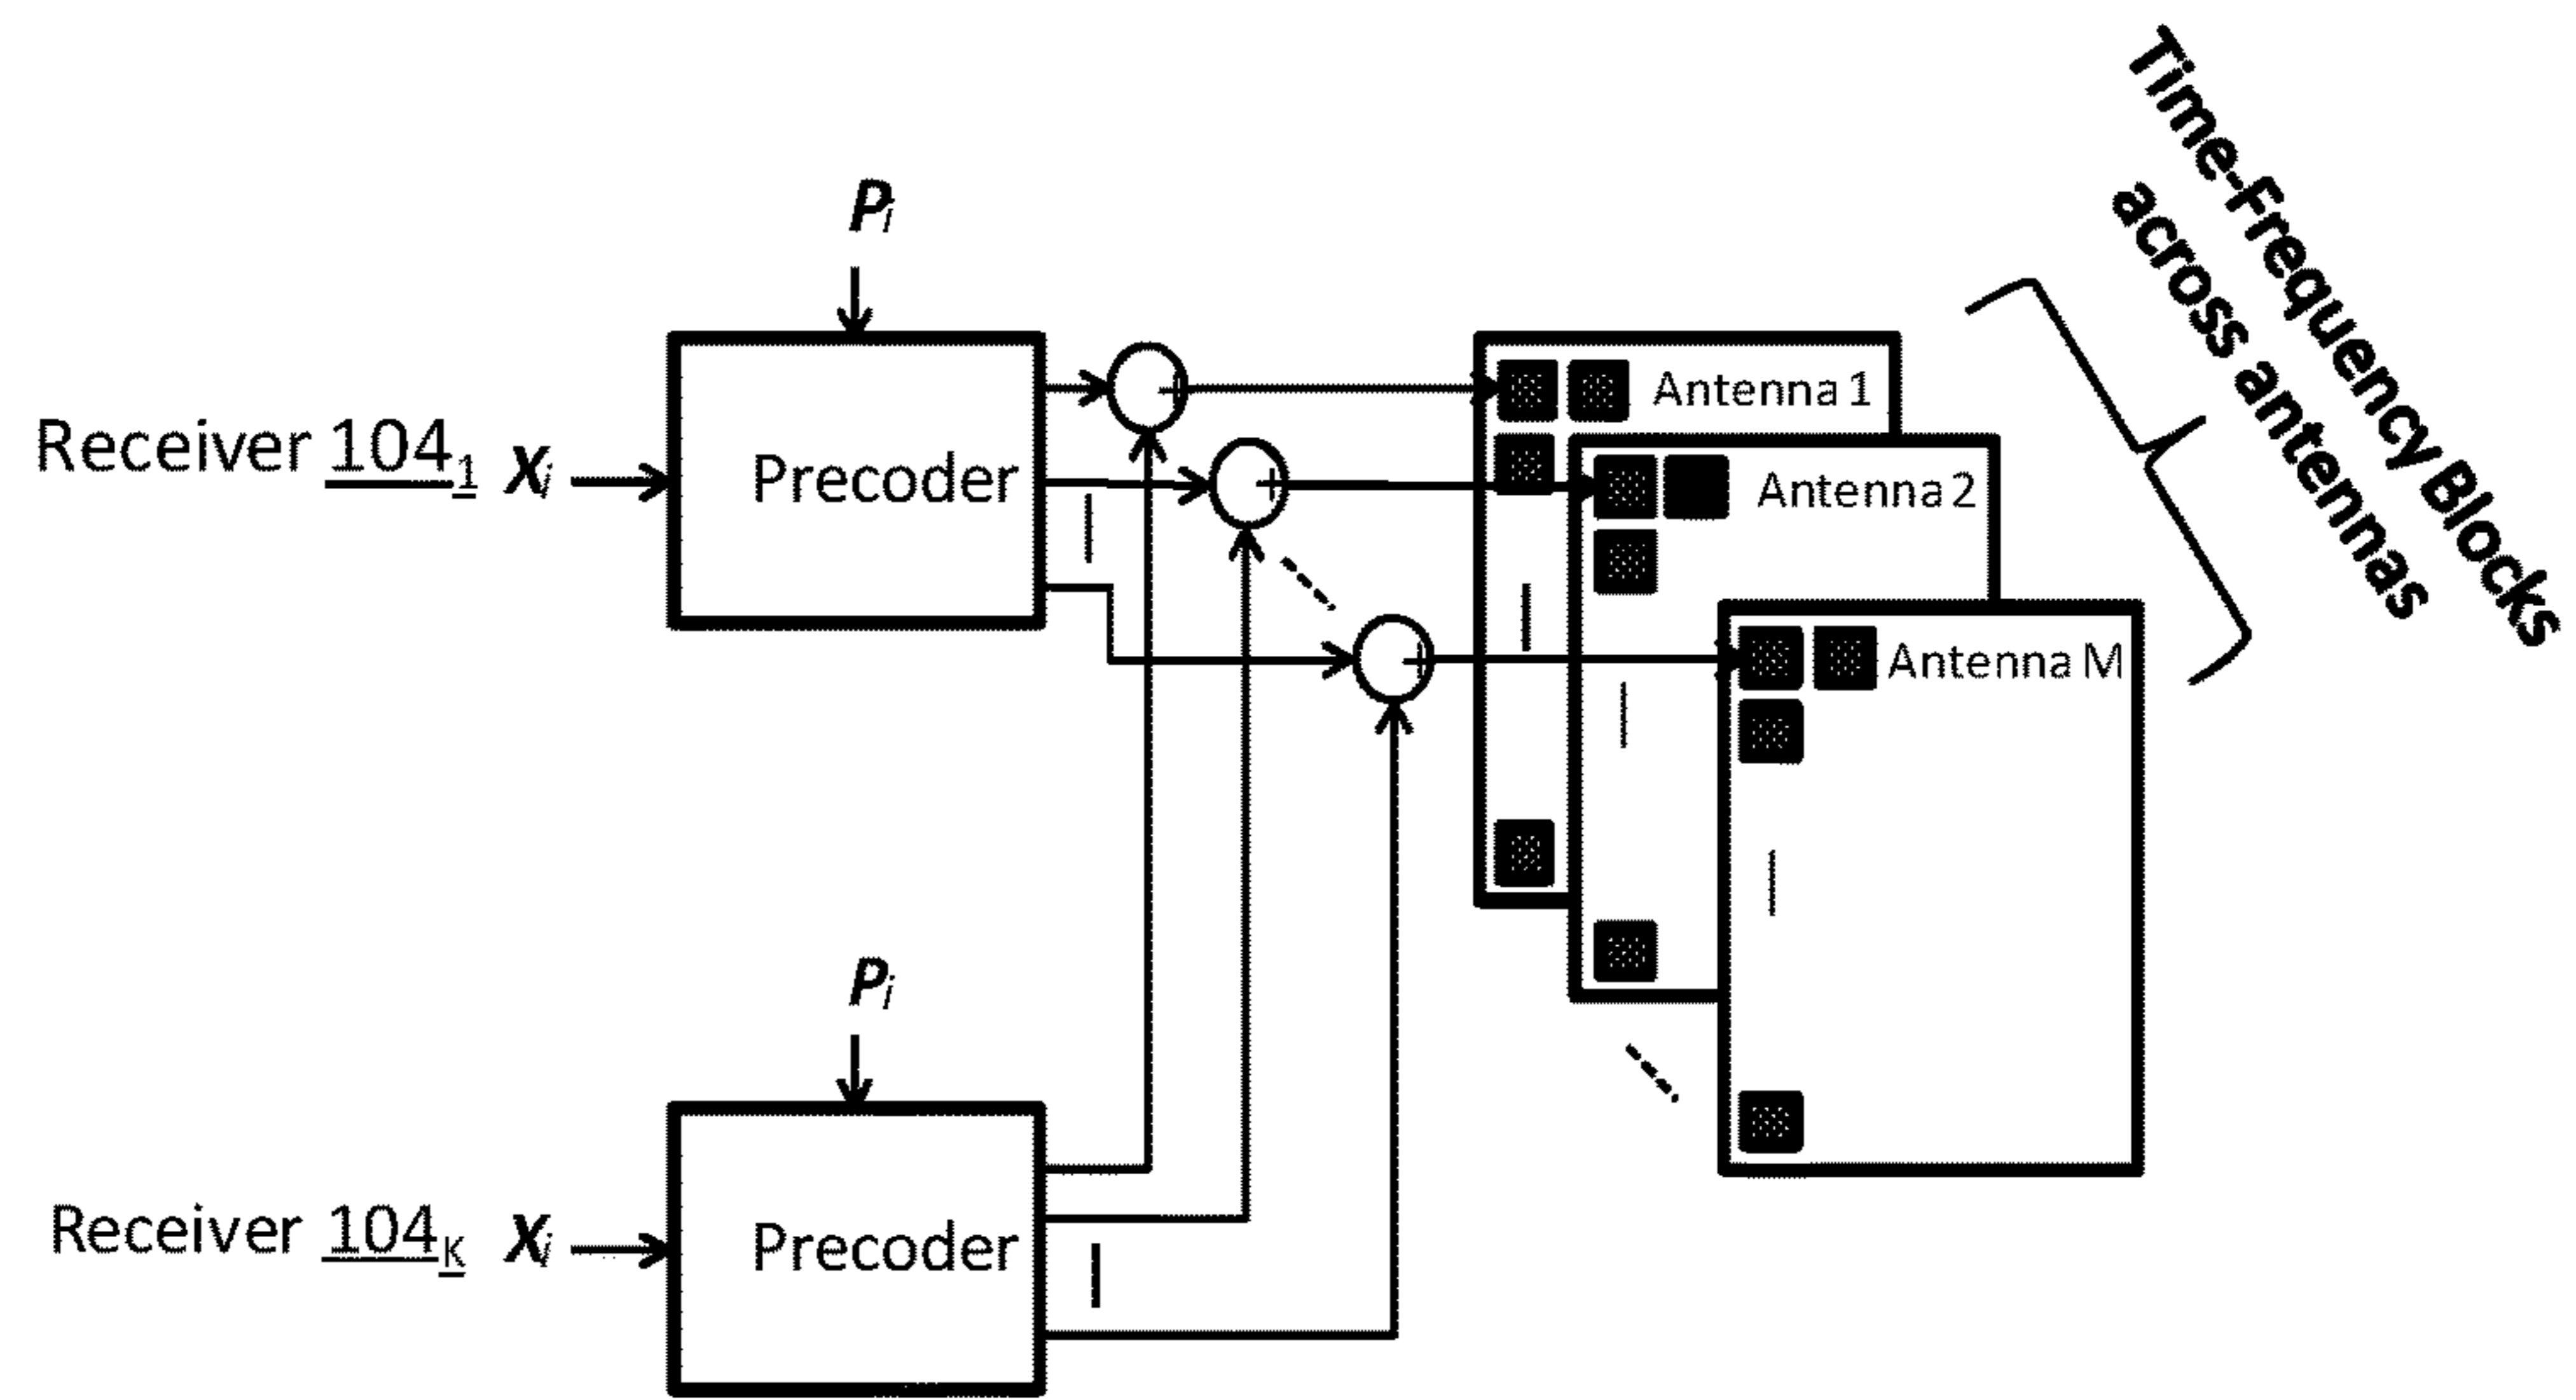 Time-Frequency Blocks
across antennas
Pi
Receiver 104₁ Xi
Precoder
+
+
+
Antenna 1
Antenna 2
Antenna M
Pi
Receiver 104K Xi
Precoder